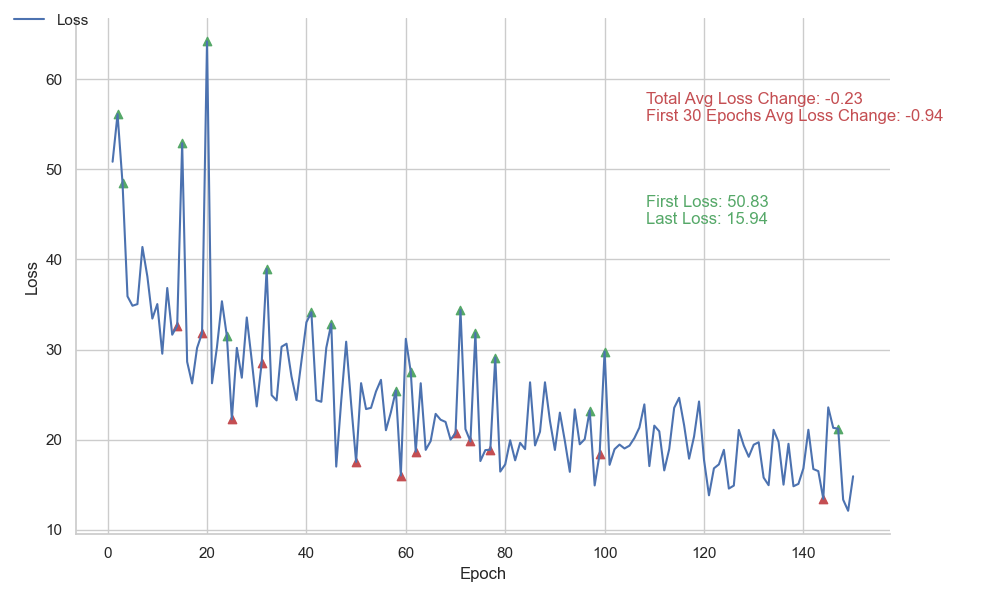 Loss
Total Avg Loss Change: -0.23
First 30 Epochs Avg Loss Change: -0.94
First Loss: 50.83
Last Loss: 15.94
Loss
60
50
40
30
20
10
0 20 40 60 80 100 120 140
Epoch